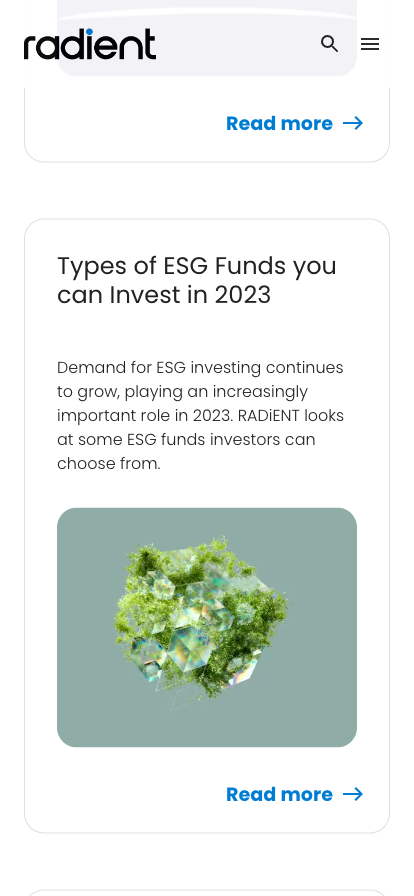 radient
Read more
Types of ESG Funds you
can Invest in 2023
Demand for ESG investing continues
to grow, playing an increasingly
important role in 2023. RADiENT looks
at some ESG funds investors can
choose from.
Read more